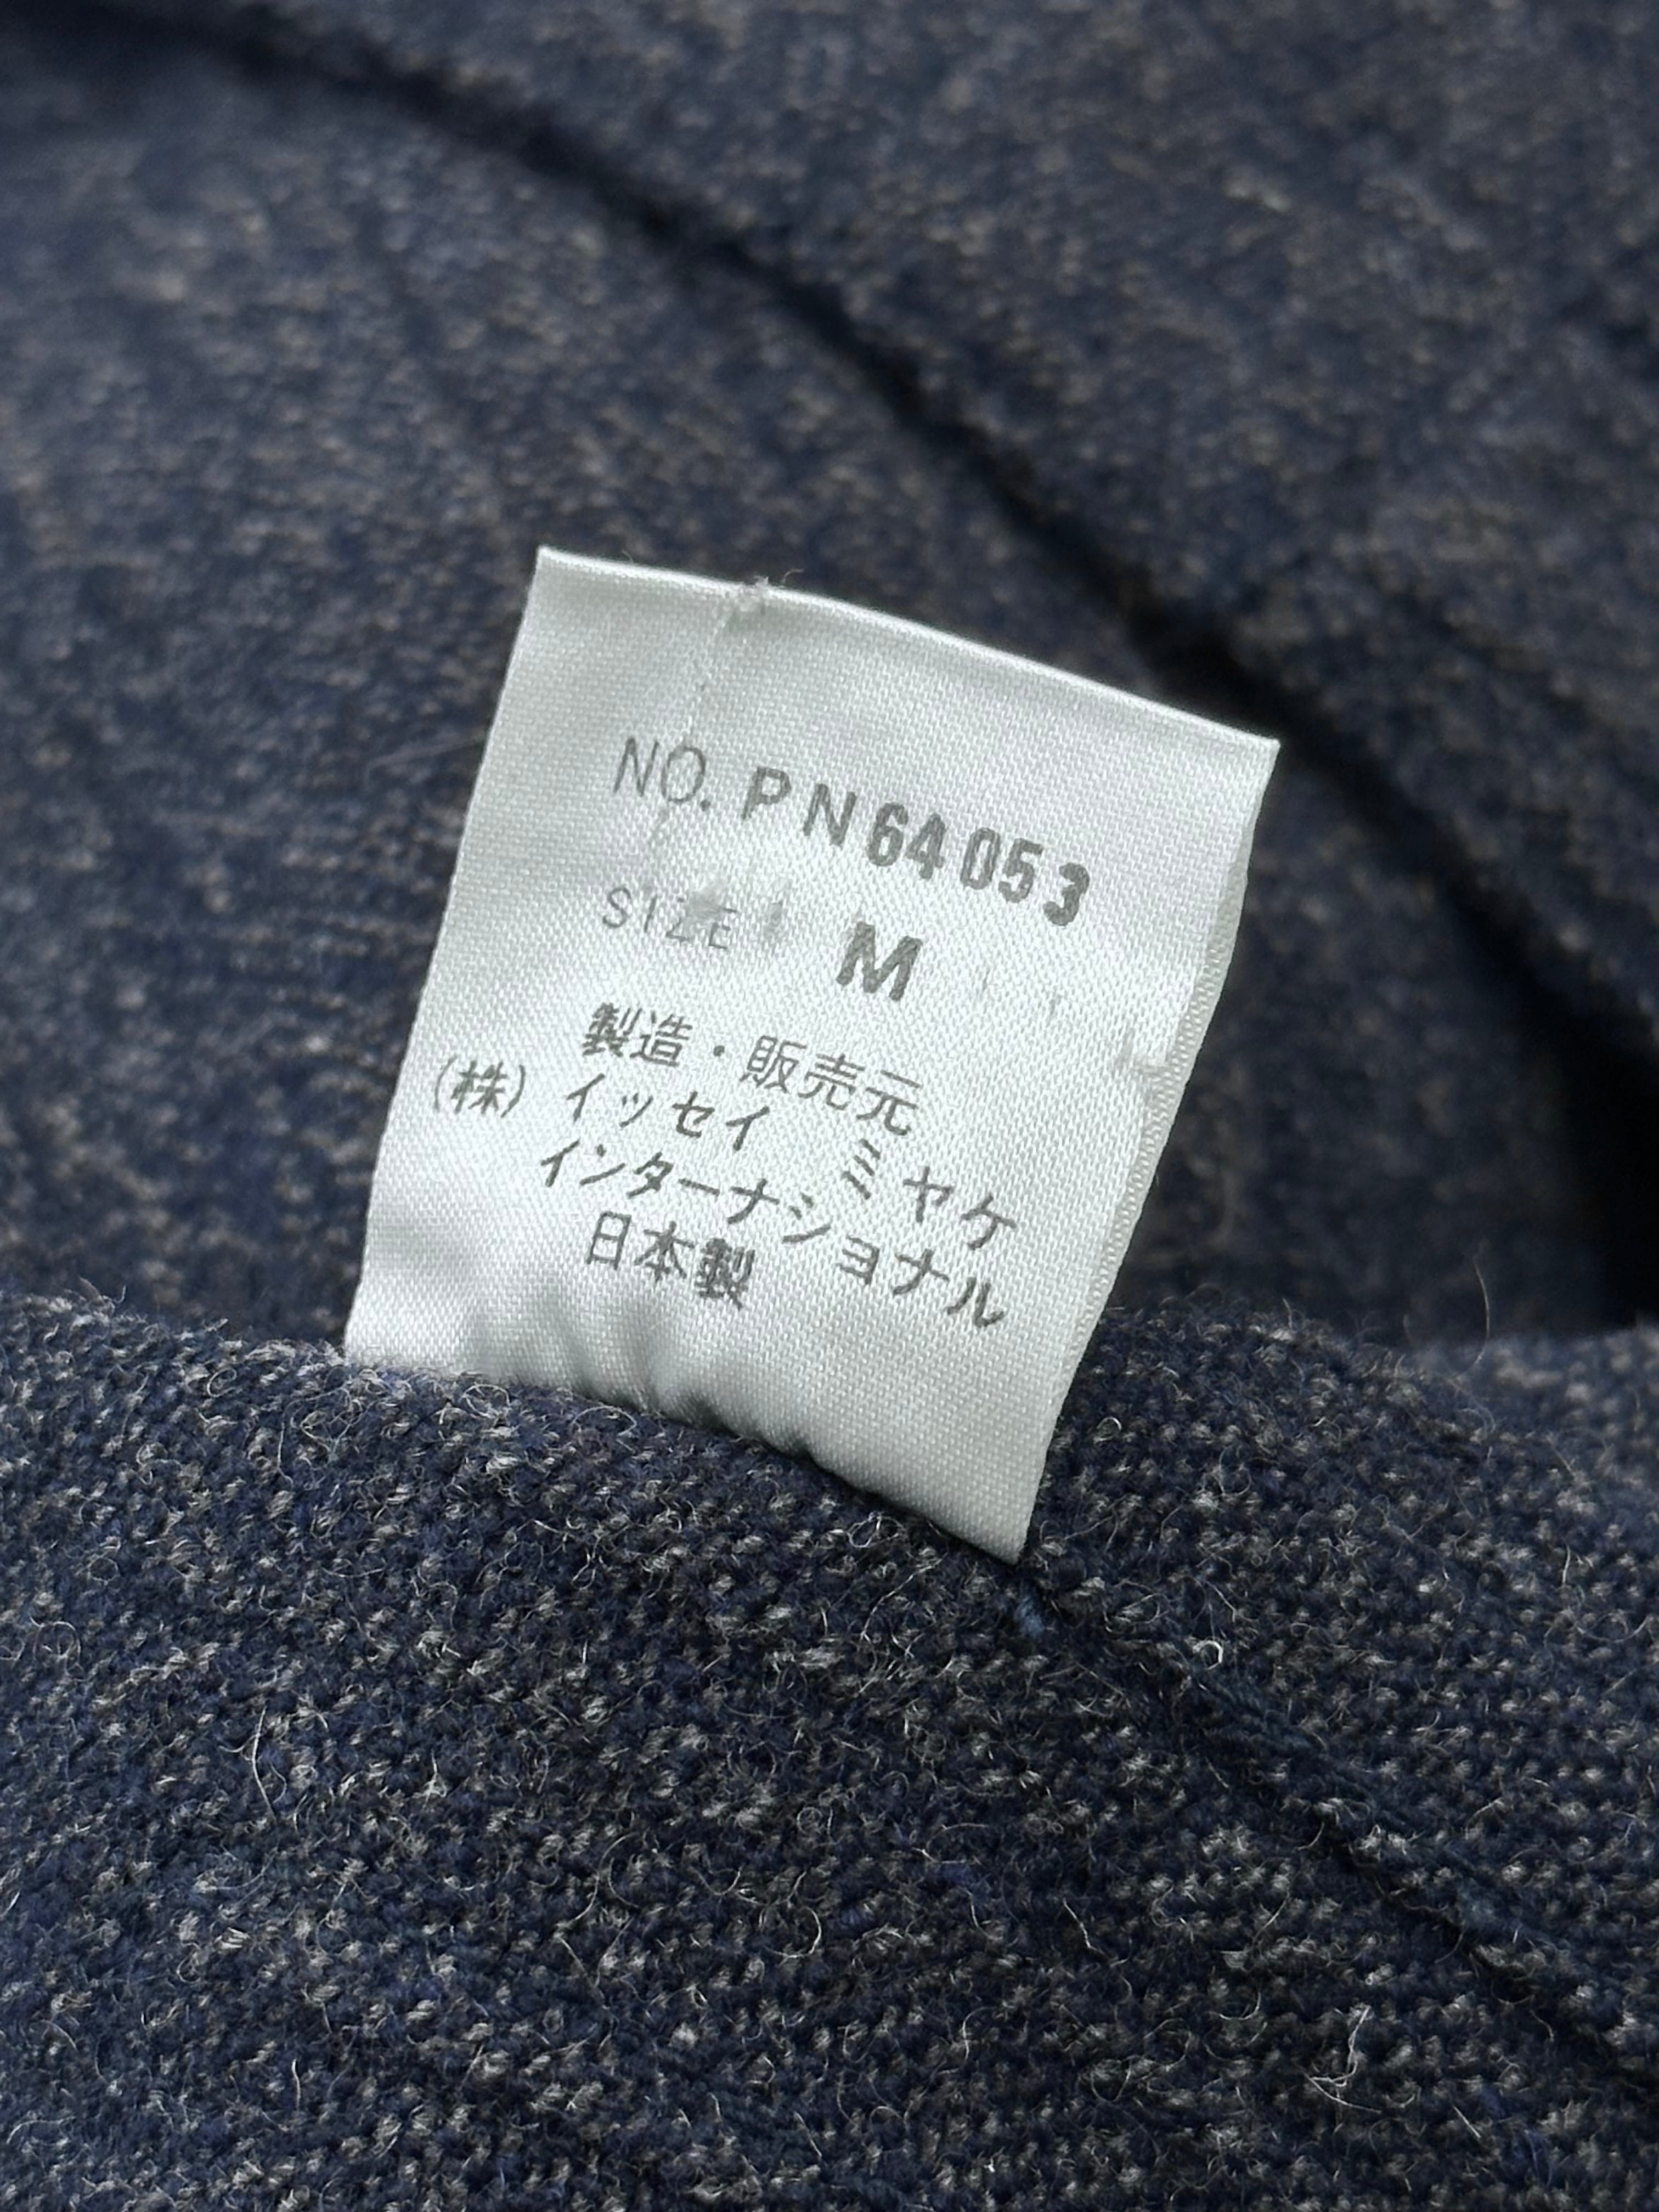 NO. PN64053
SIZE M
製造・販売元
(株) イッセイ ミヤケ
インターナショナル
日本製